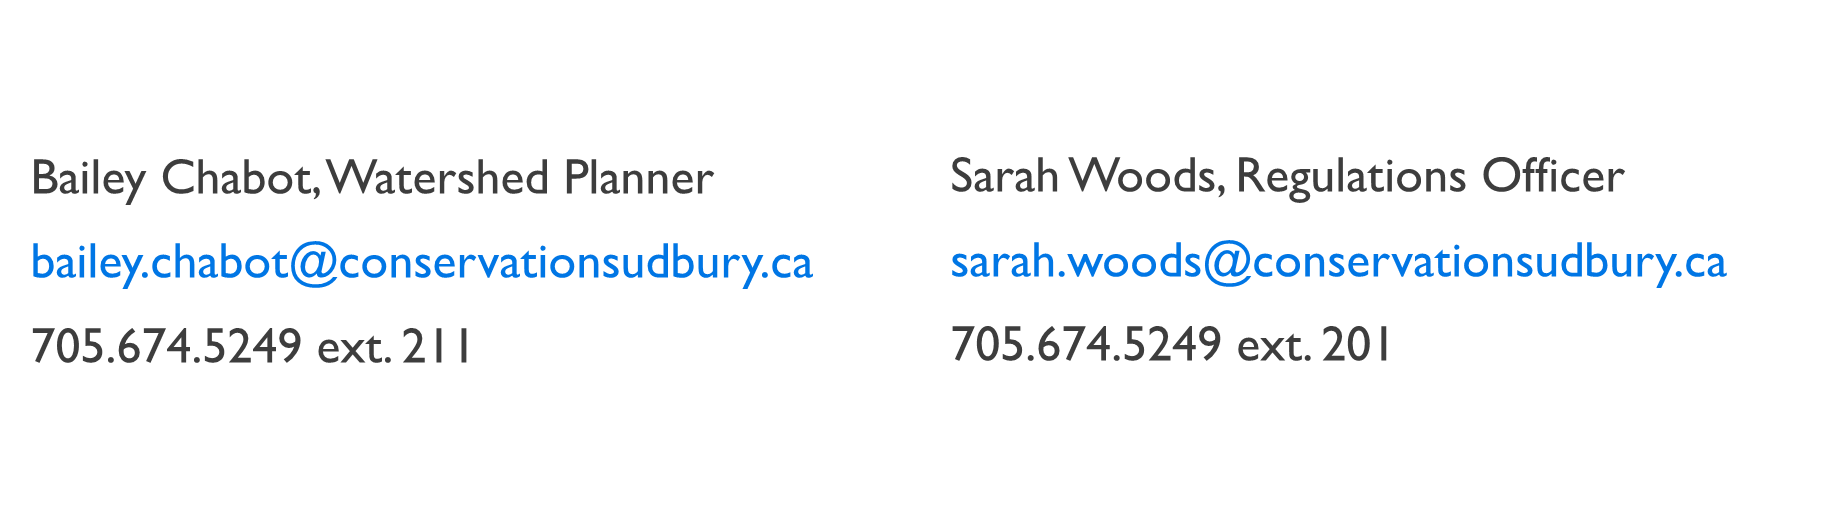 Bailey Chabot, Watershed Planner
bailey.chabot@conservationsudbury.ca
705.674.5249 ext. 211
Sarah Woods, Regulations Officer
sarah.woods@conservationsudbury.ca
705.674.5249 ext. 201